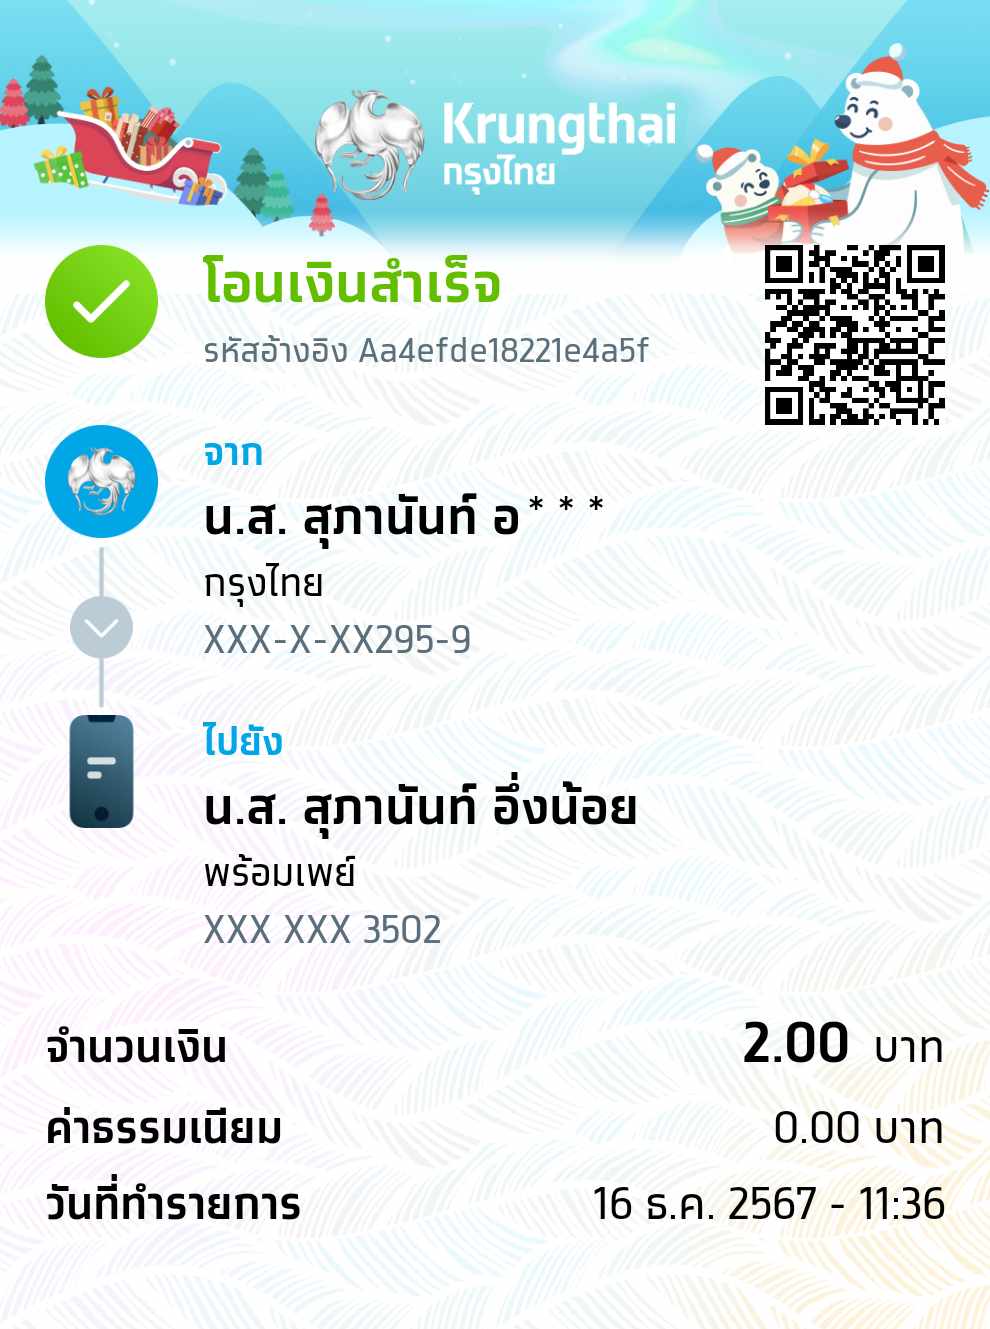 Krungthai
กรุงไทย
โอนเงินสำเร็จ
รหัสอ้างอิง Aa4efde18221e4a5f
จาก
น.ส. สุภานันท์ อ***
กรุงไทย
XXX-X-XX295-9
ไปยัง
น.ส. สุภานันท์ อึ่งน้อย
พร้อมเพย์
XXX XXX 3502
จำนวนเงิน 2.00 บาท
ค่าธรรมเนียม 0.00 บาท
วันที่ทำรายการ 16 ธ.ค. 2567 - 11:36